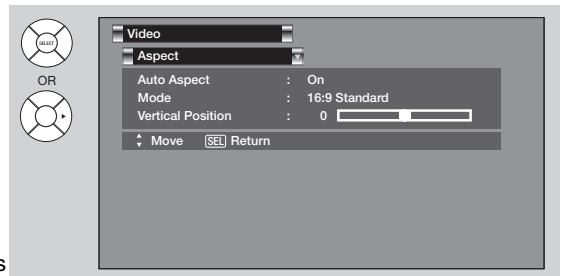 SELECT
OR
Video
Aspect
Auto Aspect : On
Mode : 16:9 Standard
Vertical Position : 0
Move SEL Return
s